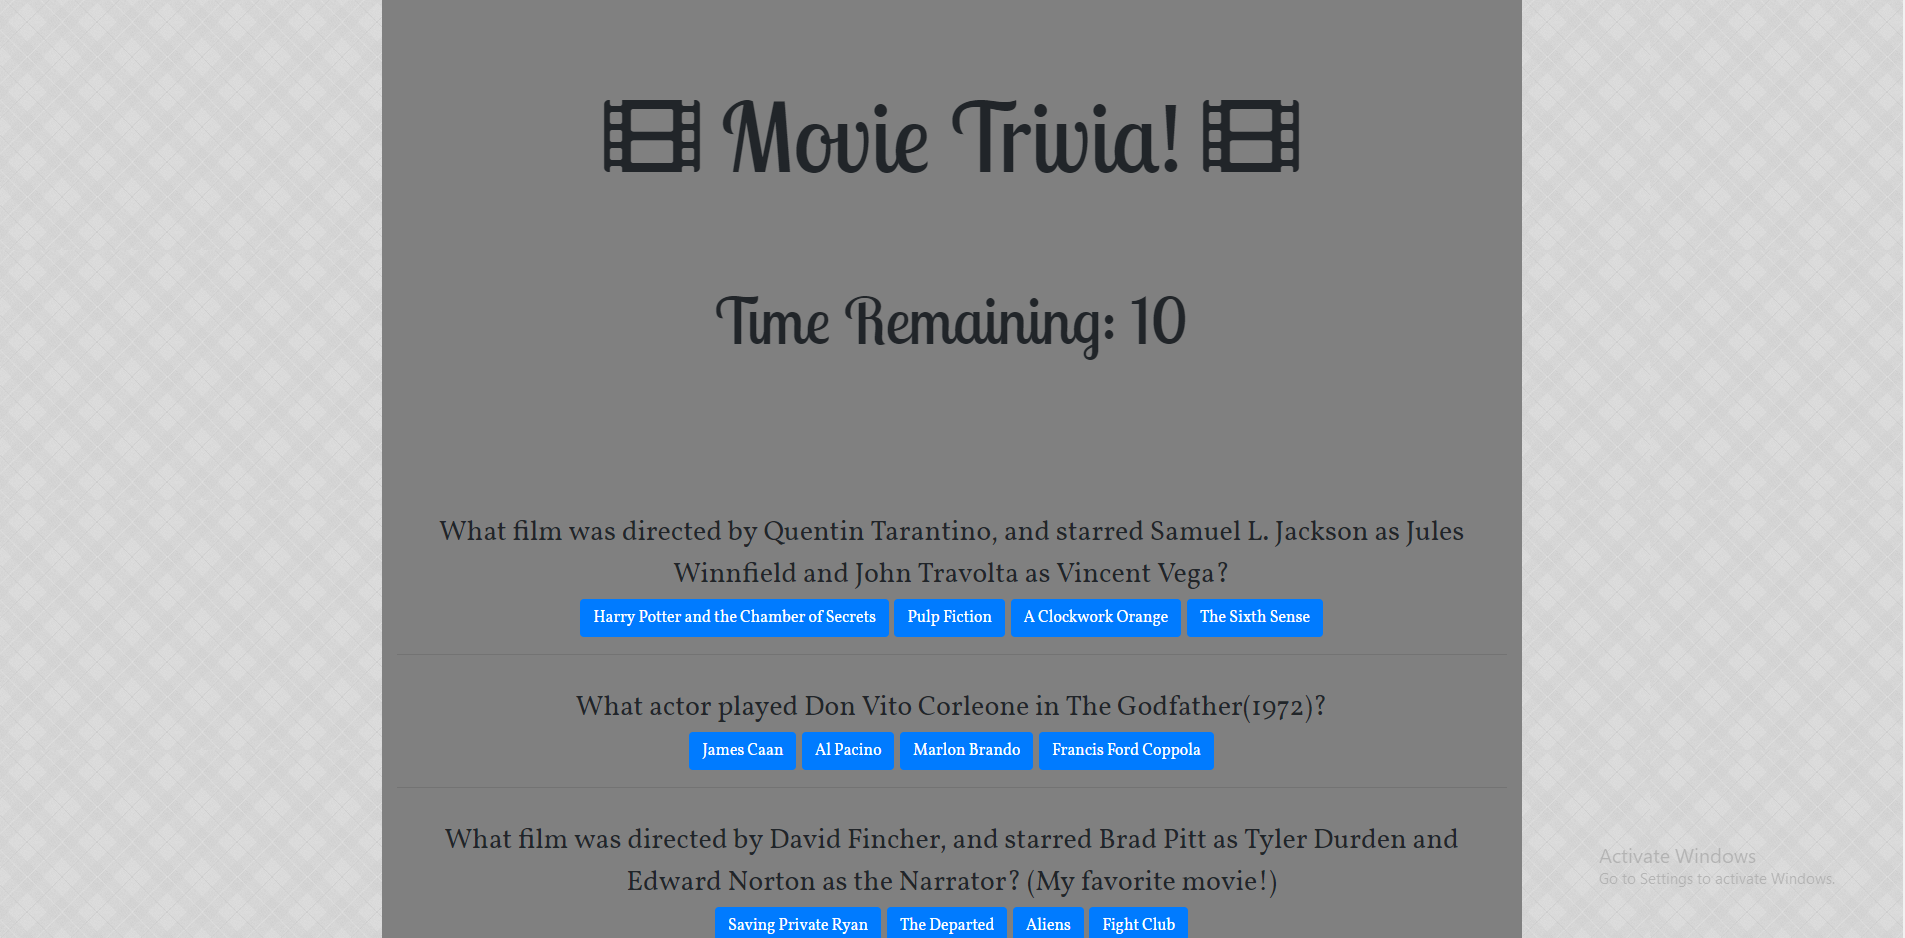 Movie Trivia!
Time Remaining: 10
What film was directed by Quentin Tarantino, and starred Samuel L. Jackson as Jules
Winnfield and John Travolta as Vincent Vega?
Harry Potter and the Chamber of Secrets Pulp Fiction A Clockwork Orange The Sixth Sense
What actor played Don Vito Corleone in The Godfather(1972)?
James Caan Al Pacino Marlon Brando Francis Ford Coppola
What film was directed by David Fincher, and starred Brad Pitt as Tyler Durden and
Edward Norton as the Narrator? (My favorite movie!)
Saving Private Ryan The Departed Aliens Fight Club
Activate Windows
Go to Settings to activate Windows.